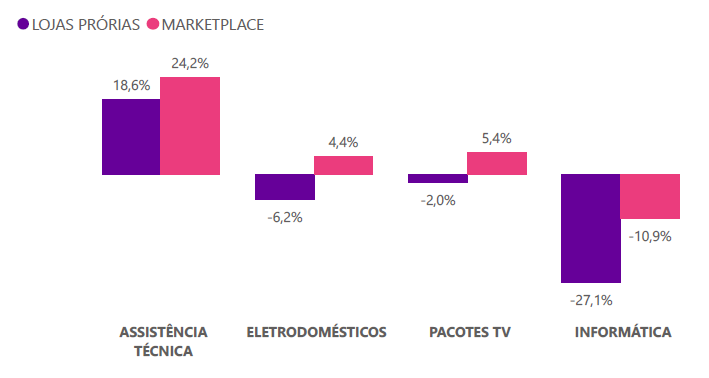 LOJAS PRÓRIAS MARKETPLACE
24,2%
18,6%
4,4%
5,4%
-6,2%
-2,0%
-10,9%
-27,1%
ASSISTÊNCIA ELETRODOMÉSTICOS PACOTES TV INFORMÁTICA
TÉCNICA